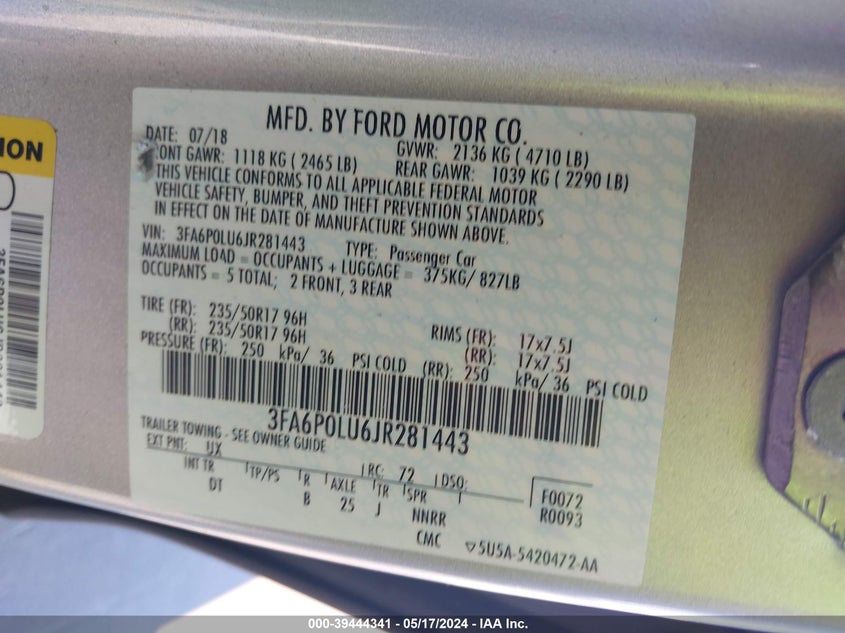 MFD. BY FORD MOTOR CO.
DATE: 07/18 GVWR: 2136 KG ( 4710 LB)
FRONT GAWR: 1118 KG ( 2465 LB) REAR GAWR: 1039 KG ( 2290 LB)
THIS VEHICLE CONFORMS TO ALL APPLICABLE FEDERAL MOTOR
VEHICLE SAFETY, BUMPER, AND THEFT PREVENTION STANDARDS
IN EFFECT ON THE DATE OF MANUFACTURE SHOWN ABOVE.
VIN: 3FA6P0LU6JR281443 TYPE: Passenger Car
MAXIMUM LOAD = OCCUPANTS + LUGGAGE = 375KG/ 827LB
OCCUPANTS = 5 TOTAL; 2 FRONT, 3 REAR
TIRE (FR): 235/50R17 96H RIMS (FR): 17x7.5J
(RR): 235/50R17 96H (RR): 17x7.5J
PRESSURE (FR): 250 kPa/ 36 PSI COLD (RR): 250 kPa/ 36 PSI COLD
3FA6P0LU6JR281443
TRAILER TOWING - SEE OWNER GUIDE
EXT PNT: UX RC: 72 DSO:
INT TR TP/PS R AXLE TR SPR F0072
DT B 25 J NNRR R0093
CMC ▽5U5A-5420472-AA
000-39444341 - 05/17/2024 - IAA Inc.